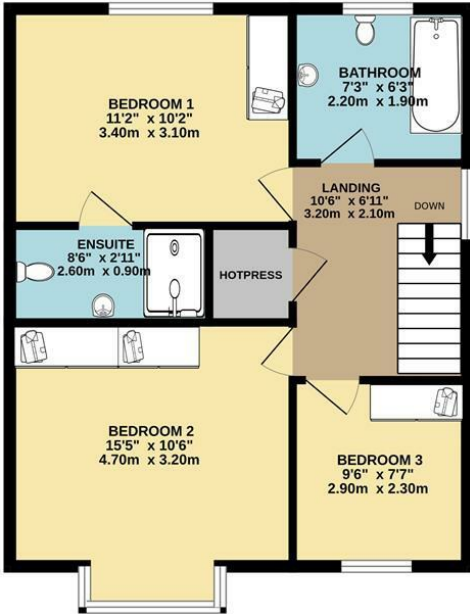 BEDROOM 1
11'2" x 10'2"
3.40m x 3.10m
BATHROOM
7'3" x 6'3"
2.20m x 1.90m
LANDING
10'6" x 6'11"
3.20m x 2.10m
DOWN
ENSUITE
8'6" x 2'11"
2.60m x 0.90m
HOTPRESS
BEDROOM 2
15'5" x 10'6"
4.70m x 3.20m
BEDROOM 3
9'6" x 7'7"
2.90m x 2.30m